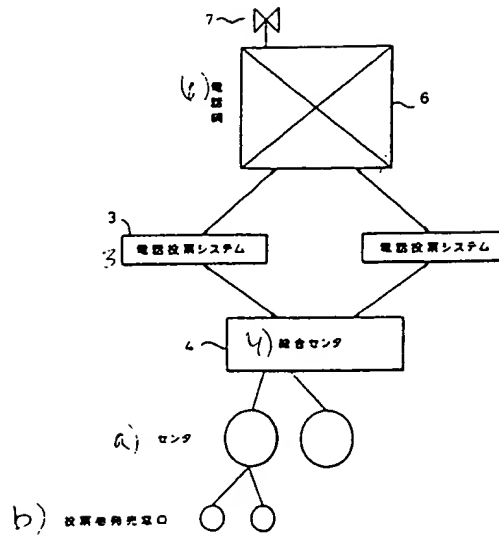 7
6) 電話網
6
3
3 電話投票システム
電話投票システム
4
4) 総合センタ
a) センタ
b) 投票券発売窓口